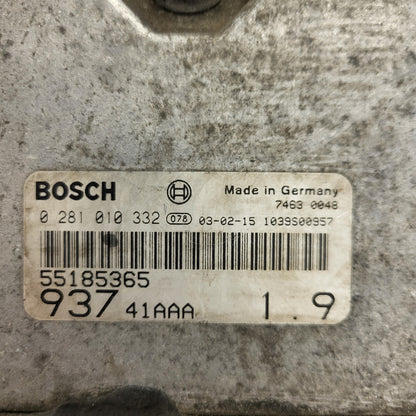 BOSCH Made in Germany
7463 0048
0 281 010 332 078 03-02-15 1039S00957
55185365
937 41AAA 1.9